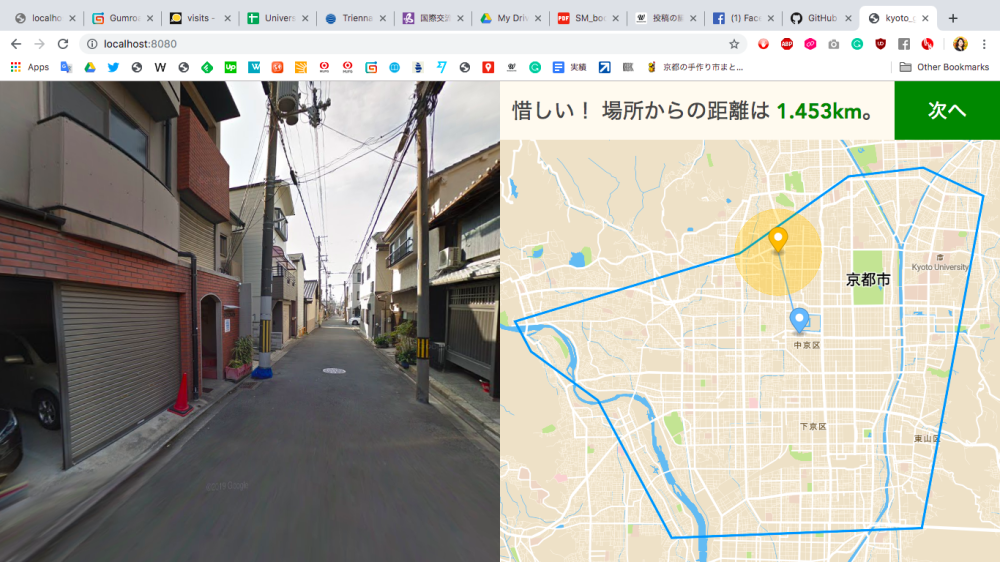 localho
Gumroa
visits -
Univers
Trienna
国際交流
My Driv
SM_boo
投稿の編
(1) Face
GitHub
kyoto_g
localhost:8080
Apps
実績
京都の手作り市まと...
Other Bookmarks
惜しい！ 場所からの距離は 1.453km。
次へ
京都市
Kyoto University
中京区
下京区
東山区